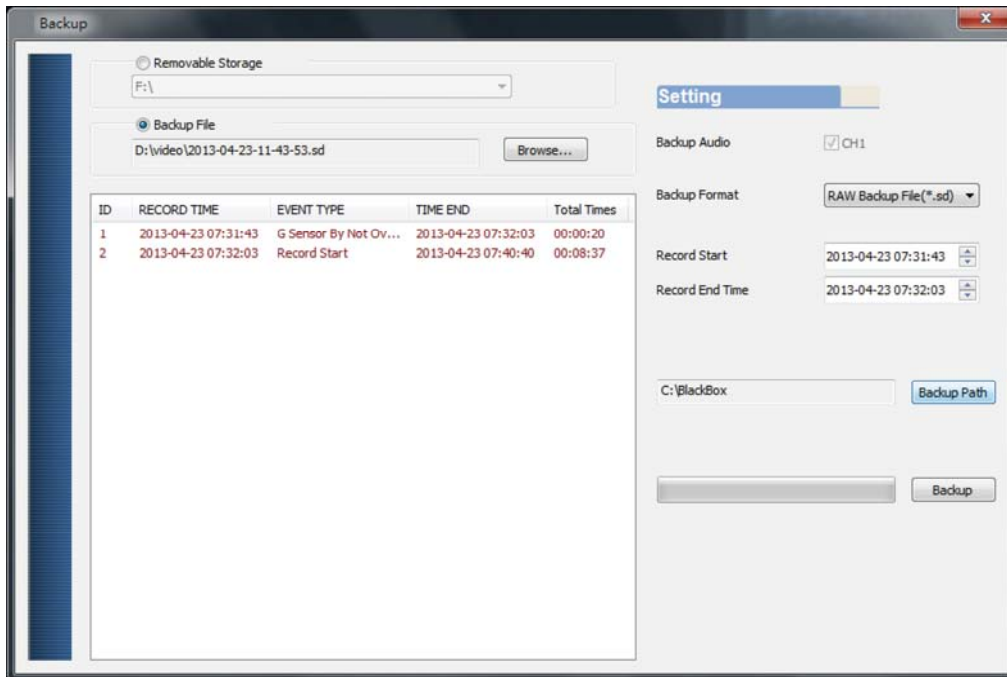 Backup
Removable Storage
F:\
Backup File
D:\video\2013-04-23-11-43-53.sd
Browse...
ID RECORD TIME EVENT TYPE TIME END Total Times
1 2013-04-23 07:31:43 G Sensor By Not Ov... 2013-04-23 07:32:03 00:00:20
2 2013-04-23 07:32:03 Record Start 2013-04-23 07:40:40 00:08:37
Setting
Backup Audio CH1
Backup Format RAW Backup File(*.sd)
Record Start 2013-04-23 07:31:43
Record End Time 2013-04-23 07:32:03
C:\BlackBox Backup Path
Backup